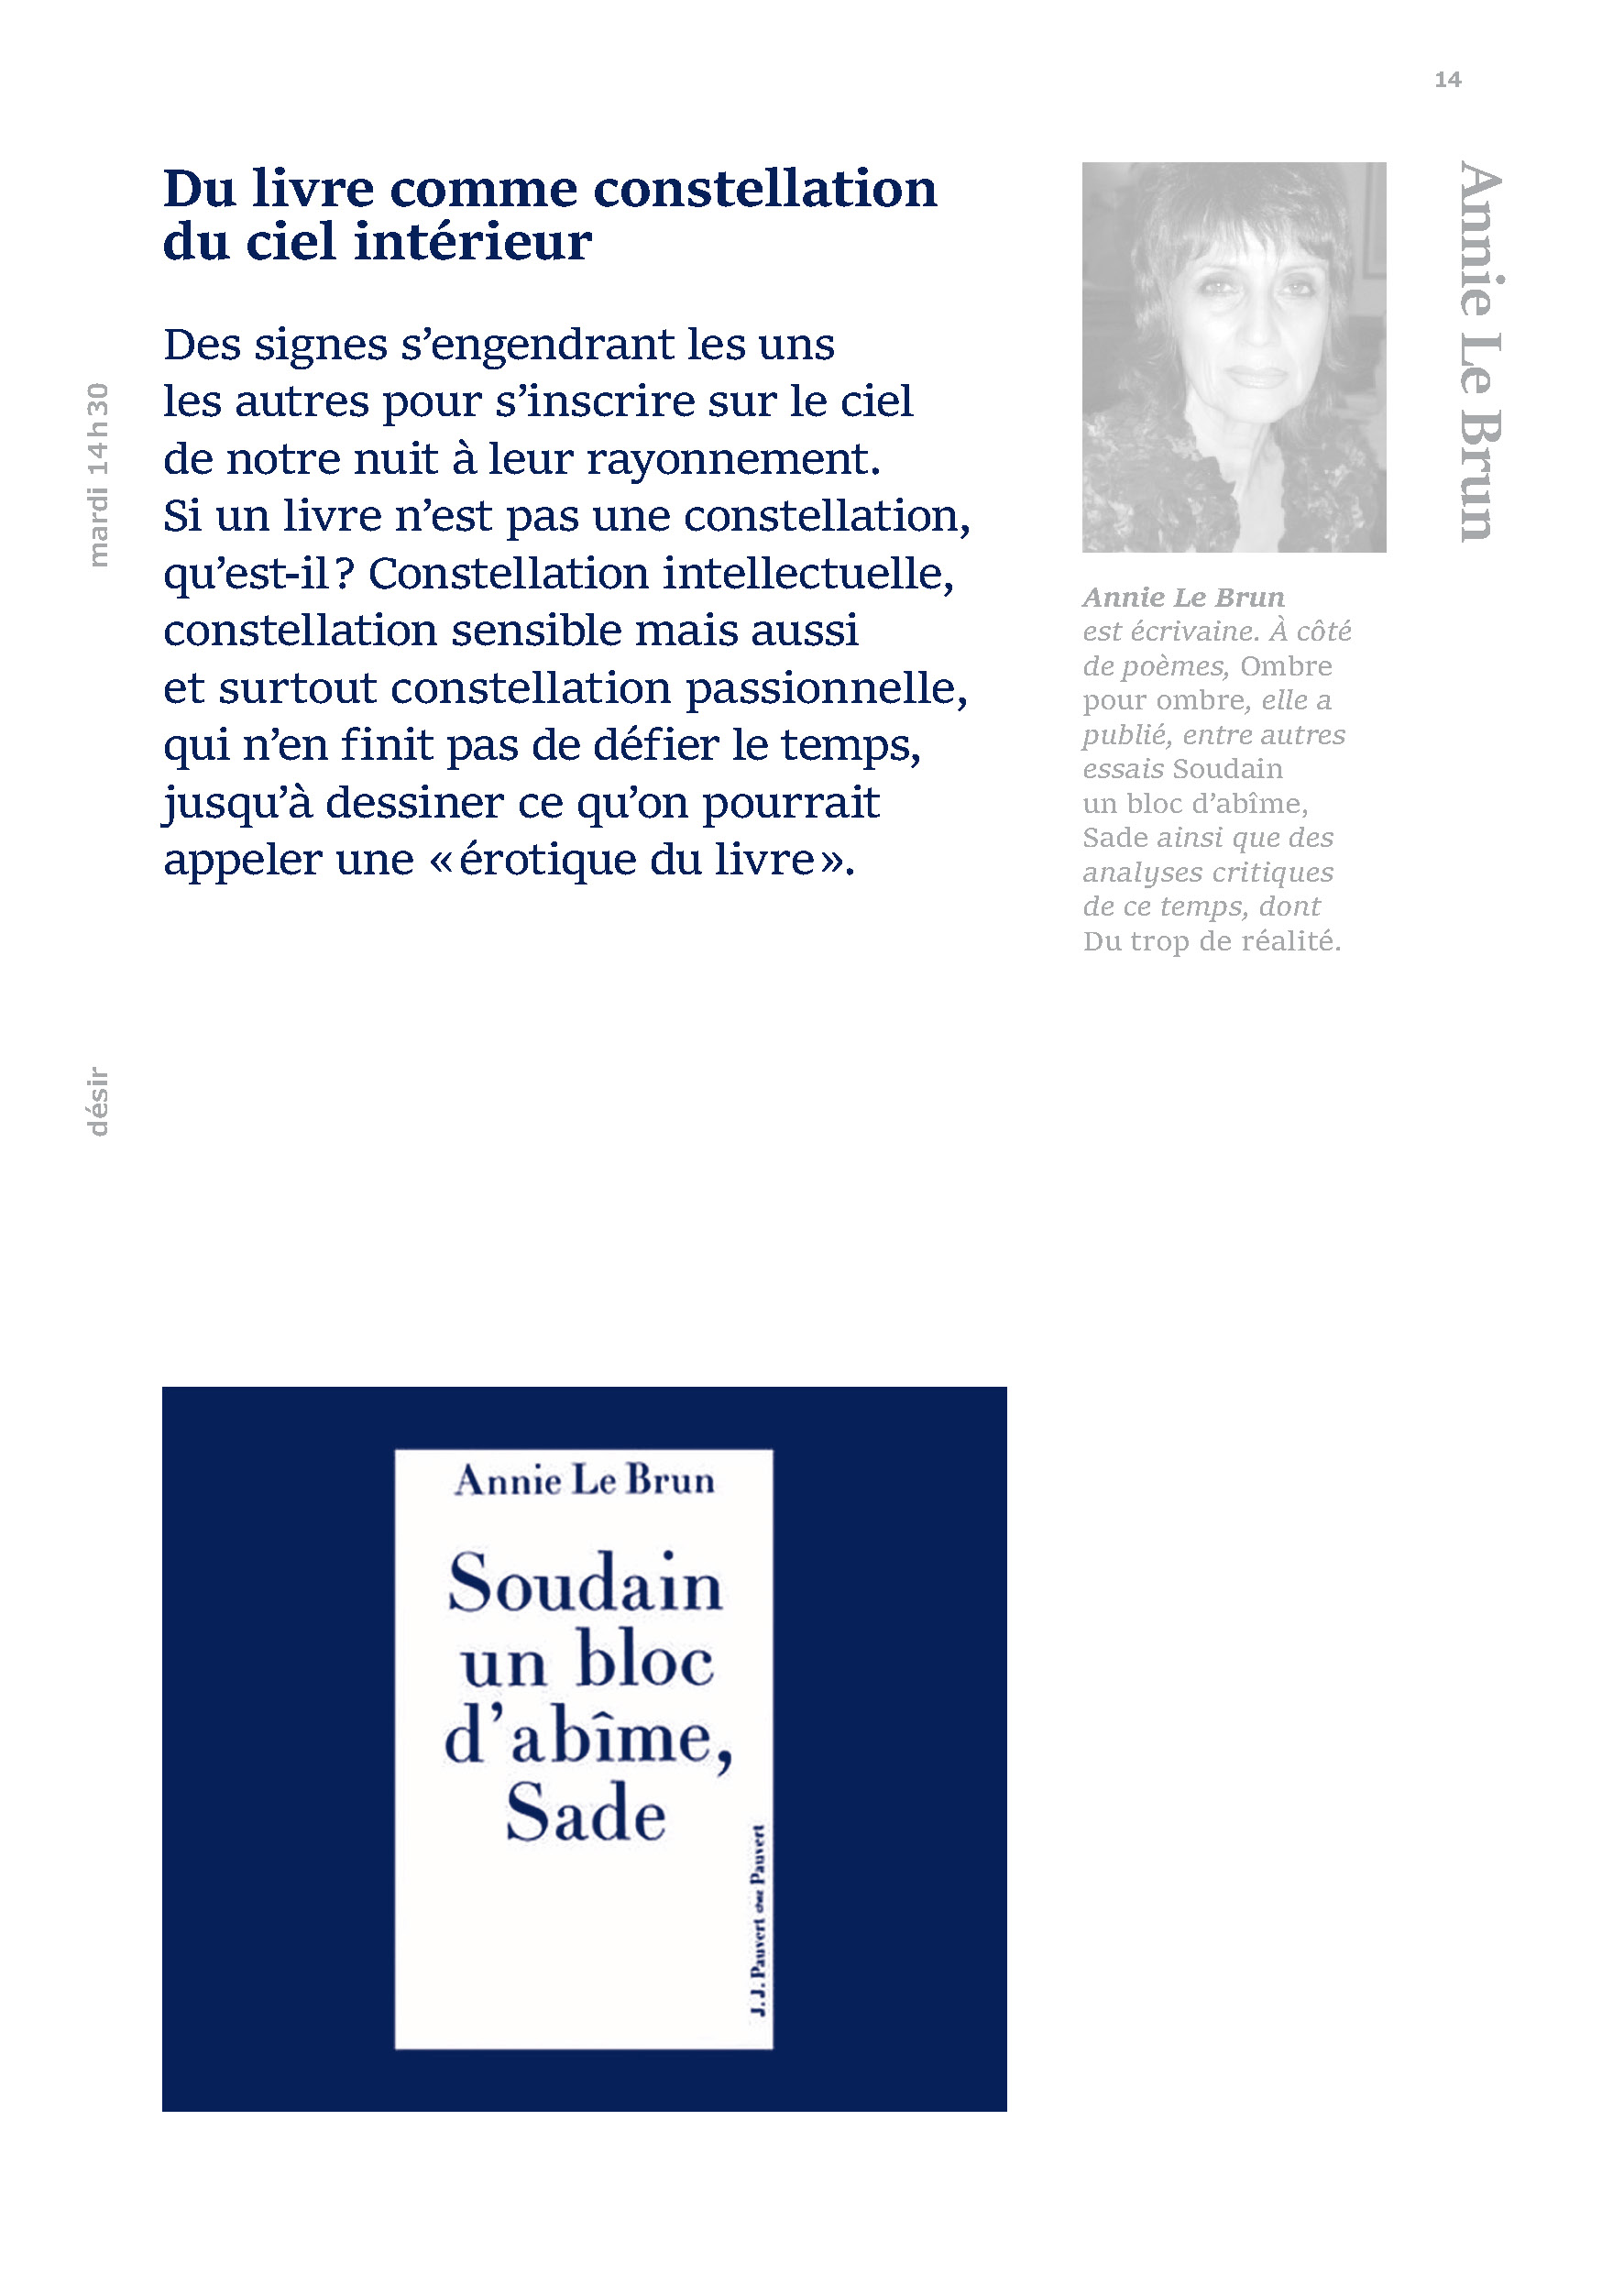 14
Du livre comme constellation
du ciel intérieur
Des signes s’engendrant les uns
les autres pour s’inscrire sur le ciel
de notre nuit à leur rayonnement.
Si un livre n’est pas une constellation,
qu’est-il ? Constellation intellectuelle,
constellation sensible mais aussi
et surtout constellation passionnelle,
qui n’en finit pas de défier le temps,
jusqu’à dessiner ce qu’on pourrait
appeler une « érotique du livre ».
mardi 14 h 30
désir
Annie Le Brun
Annie Le Brun
est écrivaine. À côté
de poèmes, Ombre
pour ombre, elle a
publié, entre autres
essais Soudain
un bloc d’abîme,
Sade ainsi que des
analyses critiques
de ce temps, dont
Du trop de réalité.
Annie Le Brun
Soudain
un bloc
d’abîme,
Sade
J. J. Pauvert chez Pauvert